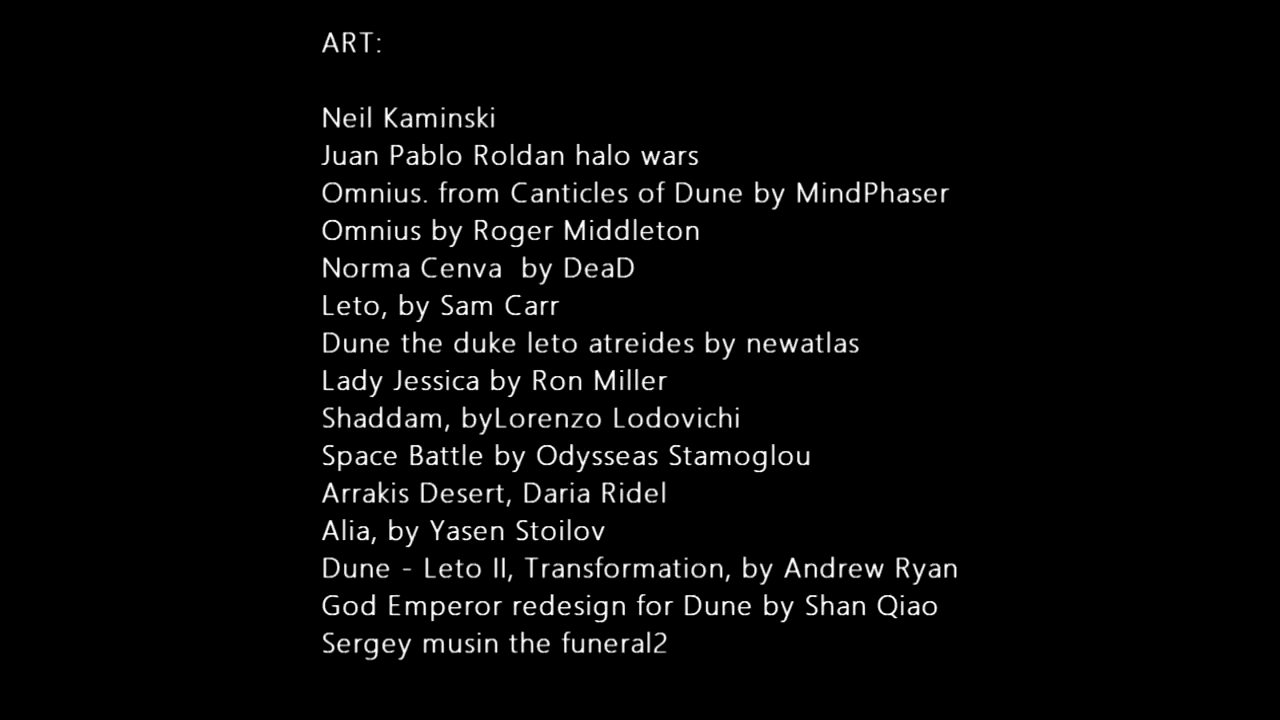 ART:
Neil Kaminski
Juan Pablo Roldan halo wars
Omnius. from Canticles of Dune by MindPhaser
Omnius by Roger Middleton
Norma Cenva  by DeaD
Leto, by Sam Carr
Dune the duke leto atreides by newatlas
Lady Jessica by Ron Miller
Shaddam, byLorenzo Lodovichi
Space Battle by Odysseas Stamoglou
Arrakis Desert, Daria Ridel
Alia, by Yasen Stoilov
Dune - Leto II, Transformation, by Andrew Ryan
God Emperor redesign for Dune by Shan Qiao
Sergey musin the funeral2